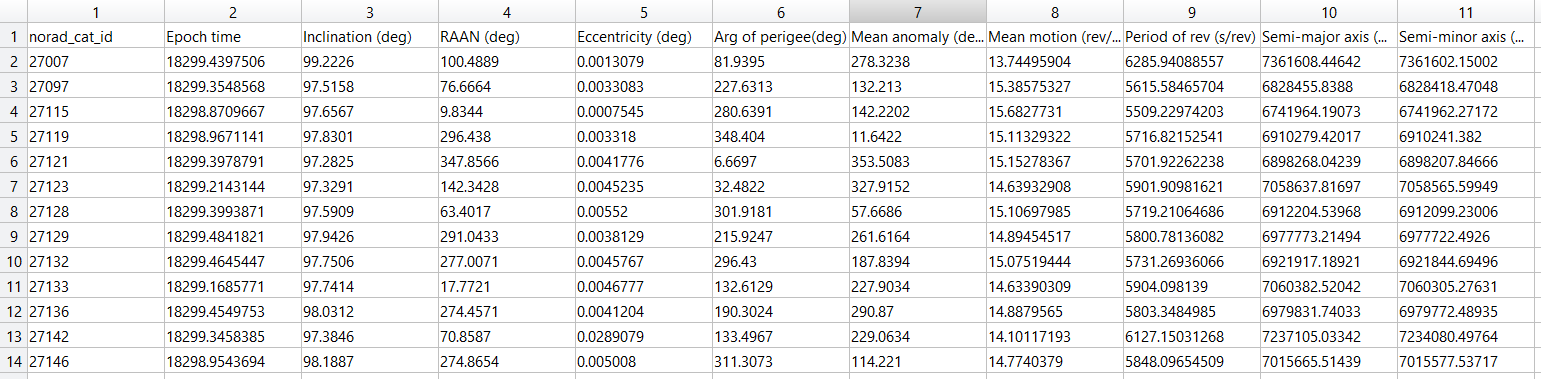 1 2 3 4 5 6 7 8 9 10 11
1 norad_cat_id Epoch time Inclination (deg) RAAN (deg) Eccentricity (deg) Arg of perigee(deg) Mean anomaly (de... Mean motion (rev/... Period of rev (s/rev) Semi-major axis (... Semi-minor axis (...
2 27007 18299.4397506 99.2226 100.4889 0.0013079 81.9395 278.3238 13.74495904 6285.94088557 7361608.44642 7361602.15002
3 27097 18299.3548568 97.5158 76.6664 0.0033083 227.6313 132.213 15.38575327 5615.58465704 6828455.8388 6828418.47048
4 27115 18298.8709667 97.6567 9.8344 0.0007545 280.6391 142.2202 15.6827731 5509.22974203 6741964.19073 6741962.27172
5 27119 18298.9671141 97.8301 296.438 0.003318 348.404 11.6422 15.11329322 5716.82152541 6910279.42017 6910241.382
6 27121 18299.3978791 97.2825 347.8566 0.0041776 6.6697 353.5083 15.15278367 5701.92262238 6898268.04239 6898207.84666
7 27123 18299.2143144 97.3291 142.3428 0.0045235 32.4822 327.9152 14.63932908 5901.90981621 7058637.81697 7058565.59949
8 27128 18299.3993871 97.5909 63.4017 0.00552 301.9181 57.6686 15.10697985 5719.21064686 6912204.53968 6912099.23006
9 27129 18299.4841821 97.9426 291.0433 0.0038129 215.9247 261.6164 14.89454517 5800.78136082 6977773.21494 6977722.4926
10 27132 18299.4645447 97.7506 277.0071 0.0045767 296.43 187.8394 15.07519444 5731.26936066 6921917.18921 6921844.69496
11 27133 18299.1685771 97.7414 17.7721 0.0046777 132.6129 227.9034 14.63390309 5904.098139 7060382.52042 7060305.27631
12 27136 18299.4549753 98.0312 274.4571 0.0041204 190.3024 290.87 14.8879565 5803.3484985 6979831.74033 6979772.48935
13 27142 18299.3458385 97.3846 70.8587 0.0289079 133.4967 229.0634 14.10117193 6127.15031268 7237105.03342 7234080.49764
14 27146 18298.9543694 98.1887 274.8654 0.005008 311.3073 114.221 14.7740379 5848.09654509 7015665.51439 7015577.53717